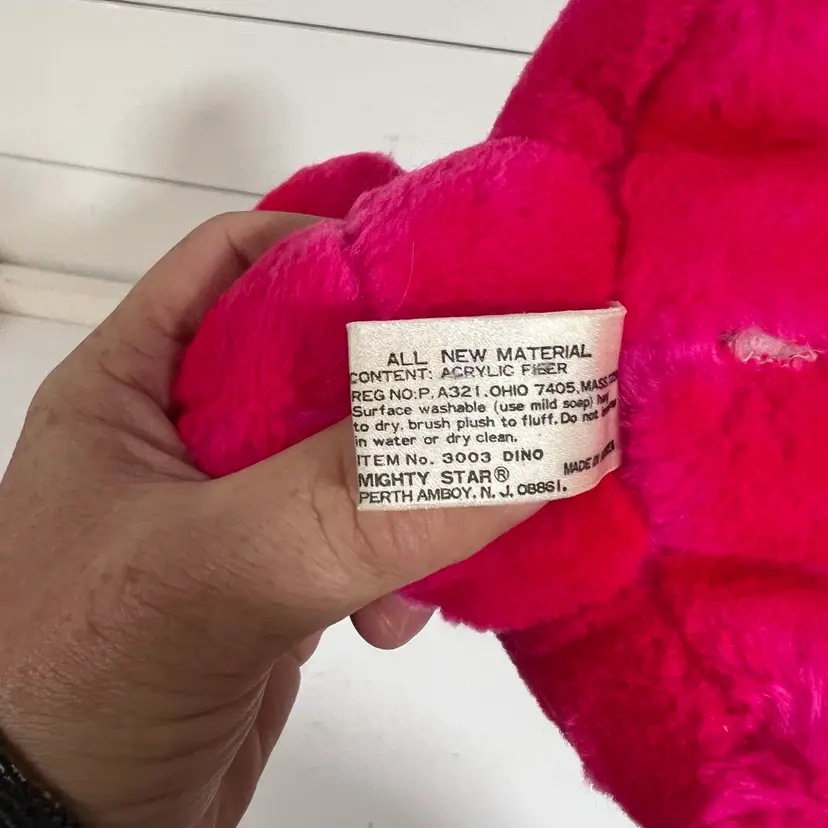 ALL NEW MATERIAL
CONTENT: ACRYLIC FIBER
REG NO: P. A321. OHIO 7405. MASS
Surface washable (use mild soap)
to dry. brush plush to fluff. Do not
in water or dry clean.
ITEM No. 3003 DINO
MADE IN
MIGHTY STAR®
PERTH AMBOY. N. J. 08861.